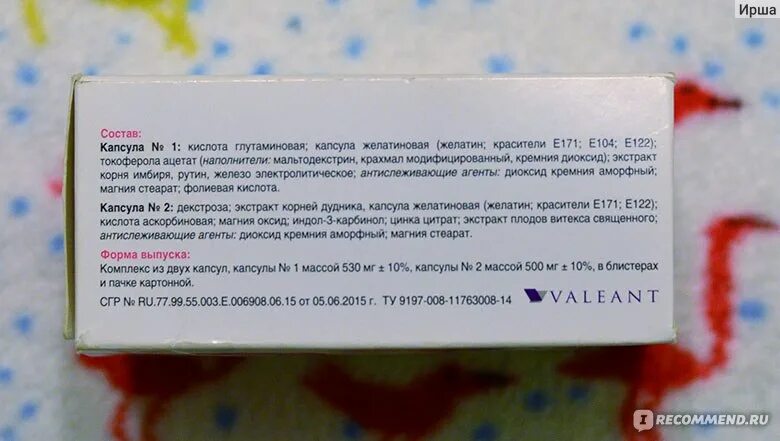 Ирша
Состав:
Капсула № 1: кислота глутаминовая; капсула желатиновая (желатин; красители Е171; Е104; Е122);
токоферола ацетат (наполнители: мальтодекстрин, крахмал модифицированный, кремния диоксид); экстракт
корня имбиря, рутин, железо электролитическое; антислеживающие агенты: диоксид кремния аморфный;
магния стеарат; фолиевая кислота.
Капсула № 2: декстроза; экстракт корней дудника, капсула желатиновая (желатин; красители Е171; Е122);
кислота аскорбиновая; магния оксид; индол-3-карбинол; цинка цитрат; экстракт плодов витекса священного;
антислеживающие агенты: диоксид кремния аморфный; магния стеарат.
Форма выпуска:
Комплекс из двух капсул, капсулы № 1 массой 530 мг ± 10%, капсулы № 2 массой 500 мг ± 10%, в блистерах
и пачке картонной.
СГР № RU.77.99.55.003.Е.006908.06.15 от 05.06.2015 г. ТУ 9197-008-11763008-14
VALEANT
IRECOMMEND.RU